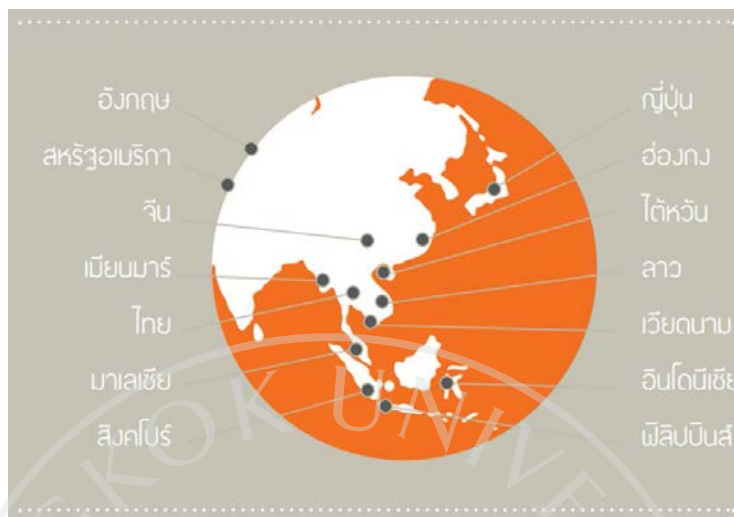 อังกฤษ
สหรัฐอเมริกา
จีน
เมียนมาร์
ไทย
มาเลเซีย
สิงคโปร์
ญี่ปุ่น
ฮ่องกง
ไต้หวัน
ลาว
เวียดนาม
อินโดนีเซีย
ฟิลิปปินส์
KOK UNIVE